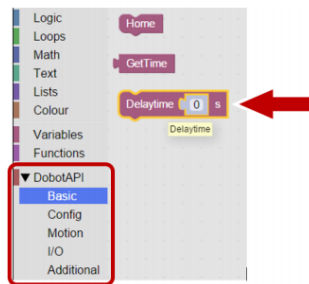 Logic
Loops
Math
Text
Lists
Colour
Variables
Functions
DobotAPI
Basic
Config
Motion
I/O
Additional
Home
GetTime
Delaytime 0 s
Delaytime